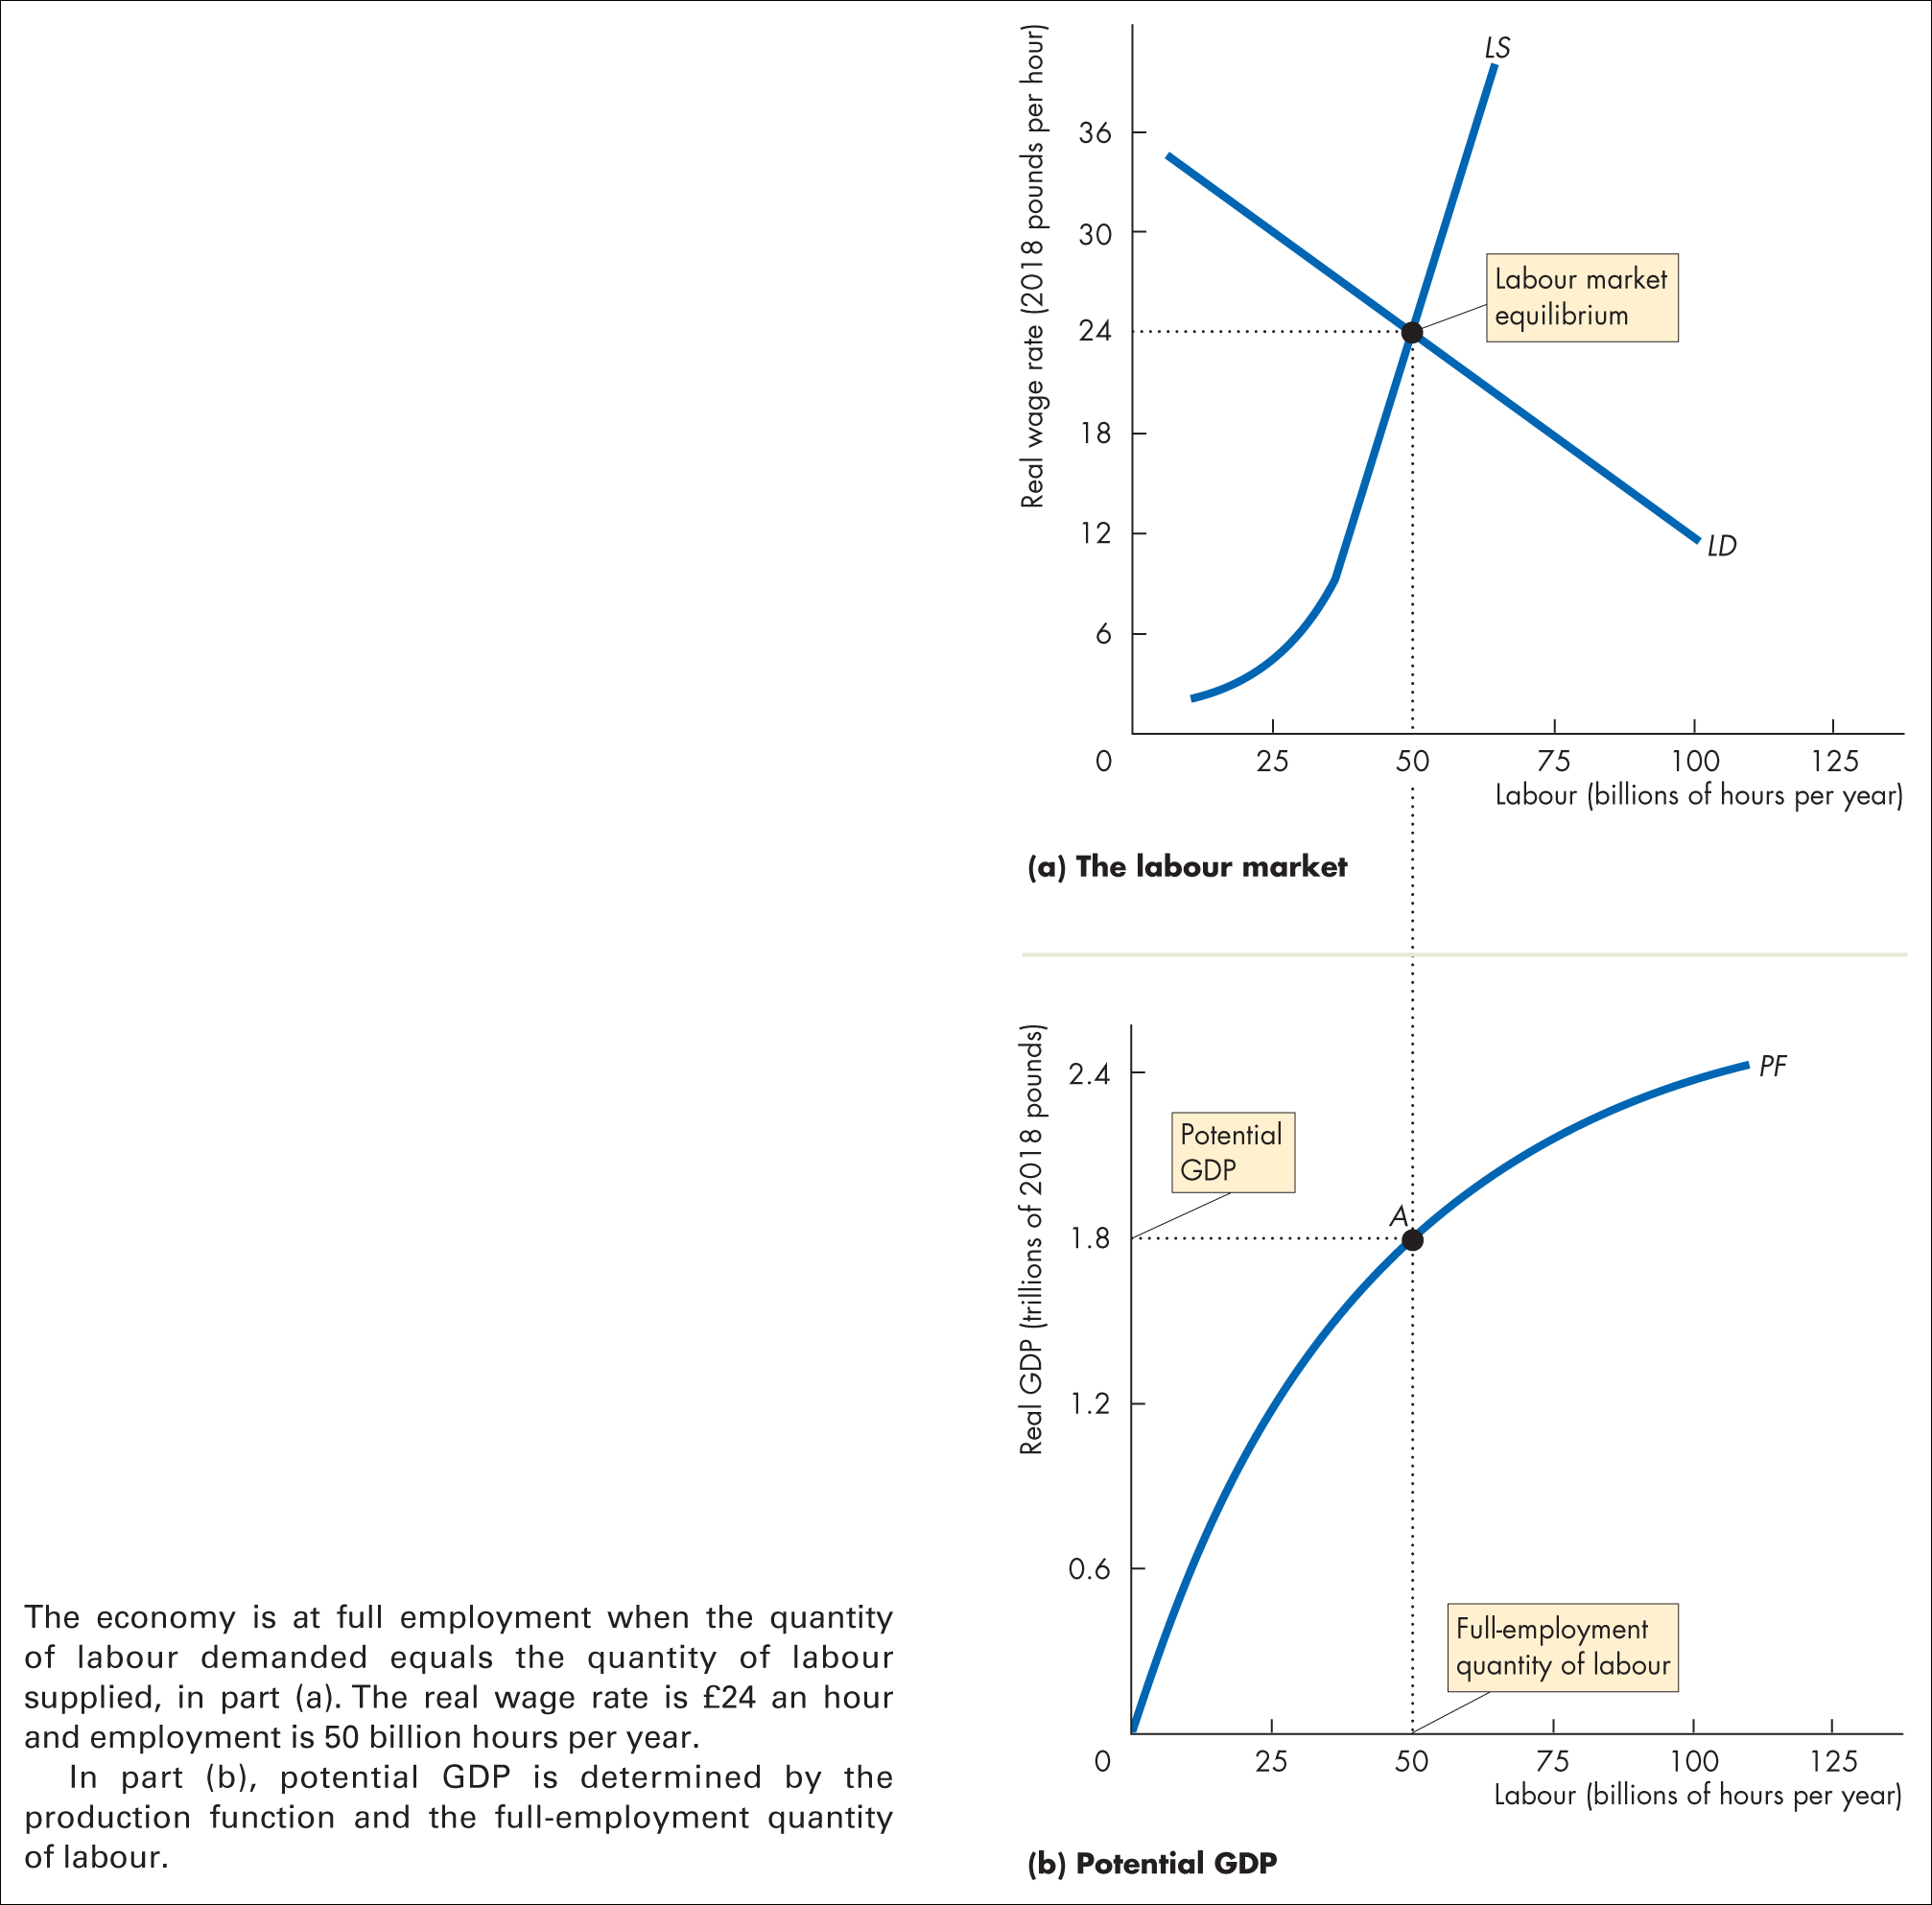 Real wage rate (2018 pounds per hour)
36
30
24
18
12
6
0
25
50
75
100
125
LS
LD
Labour market
equilibrium
Labour (billions of hours per year)
(a) The labour market
Real GDP (trillions of 2018 pounds)
2.4
1.8
1.2
0.6
0
25
50
75
100
125
PF
Potential
GDP
A
Full-employment
quantity of labour
Labour (billions of hours per year)
(b) Potential GDP
The economy is at full employment when the quantity
of labour demanded equals the quantity of labour
supplied, in part (a). The real wage rate is £24 an hour
and employment is 50 billion hours per year.
In part (b), potential GDP is determined by the
production function and the full-employment quantity
of labour.